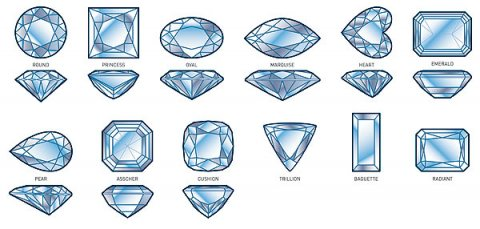 ROUND
PRINCESS
OVAL
MARQUISE
HEART
EMERALD
PEAR
ASSCHER
CUSHION
TRILLION
BAGUETTE
RADIANT